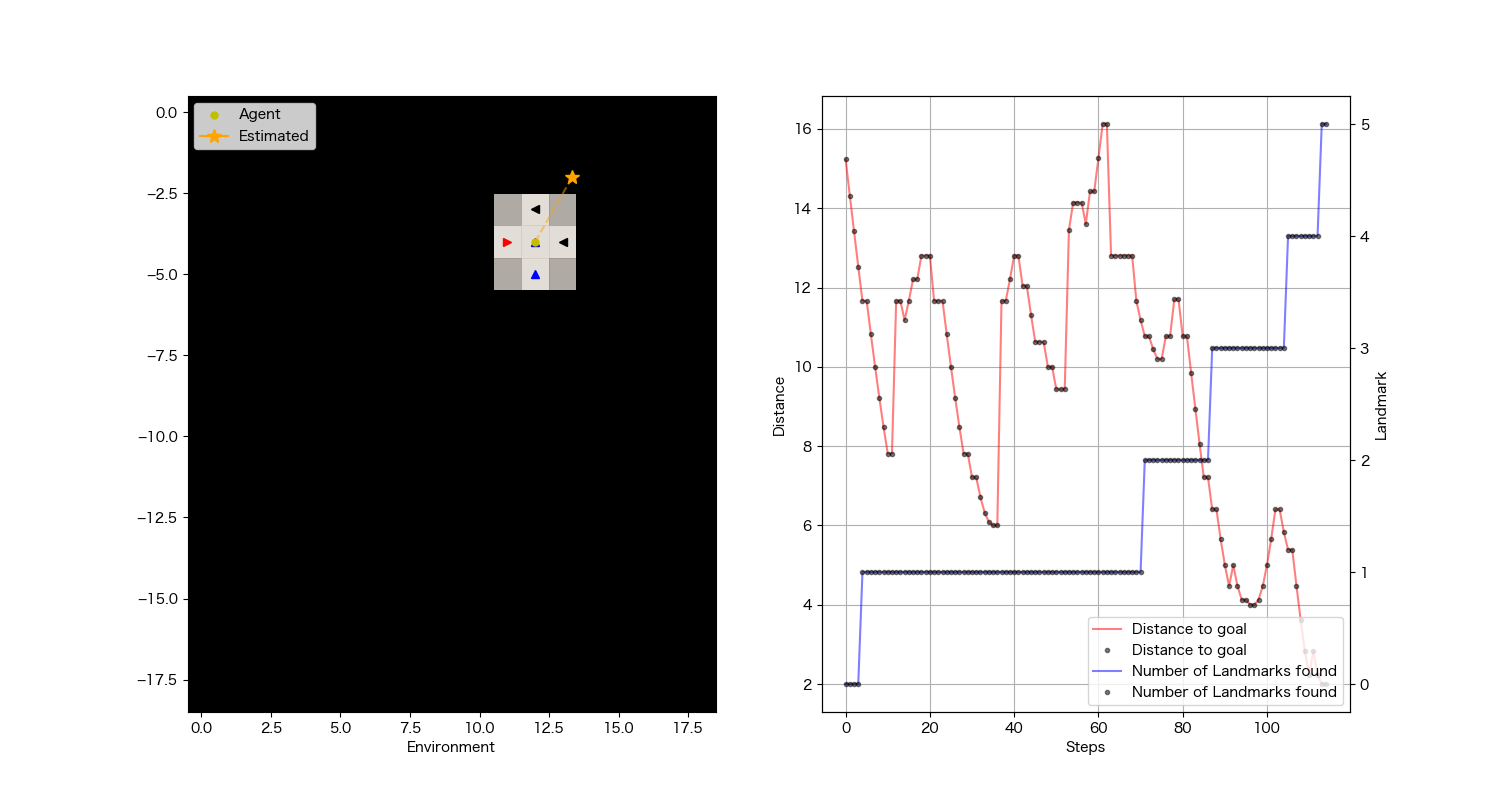 Agent
Estimated
0.0
−2.5
−5.0
−7.5
−10.0
−12.5
−15.0
−17.5
0.0 2.5 5.0 7.5 10.0 12.5 15.0 17.5
Environment
16
14
12
10
8
6
4
2
Distance
0 20 40 60 80 100
Steps
5
4
3
2
1
0
Landmark
Distance to goal
Distance to goal
Number of Landmarks found
Number of Landmarks found